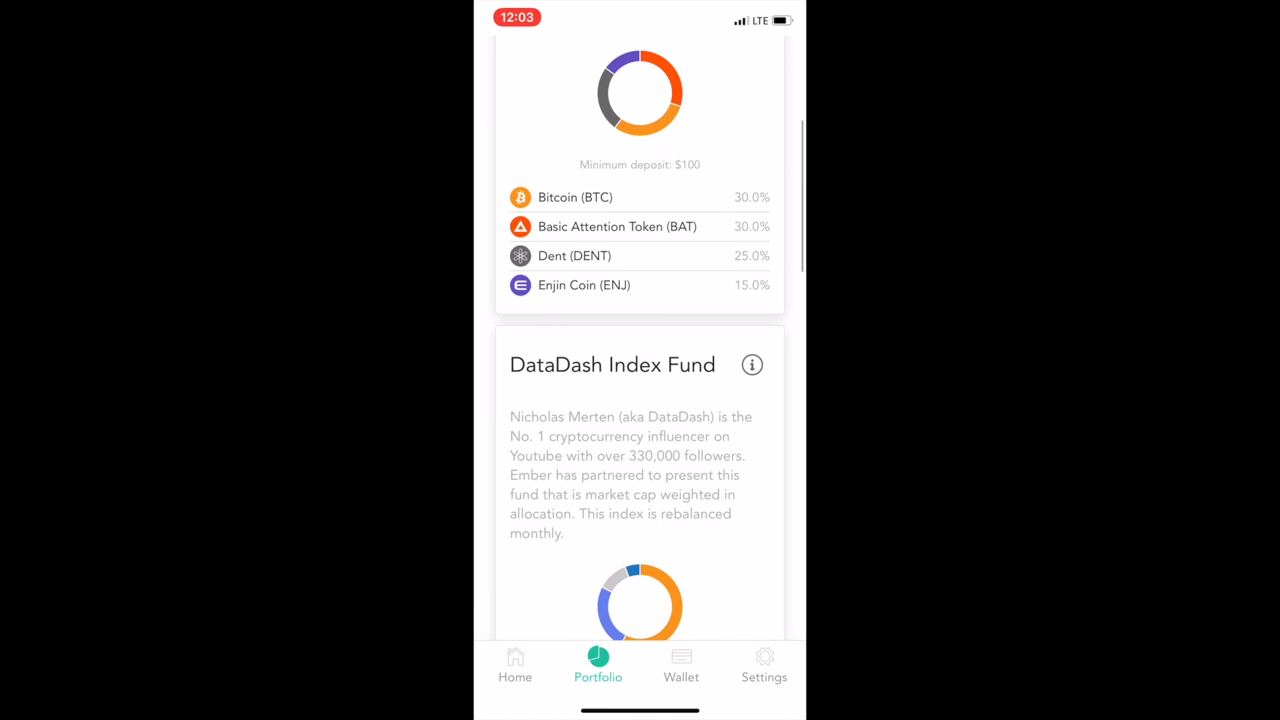 12:03
LTE
Minimum deposit: $100
Bitcoin (BTC) 30.0%
Basic Attention Token (BAT) 30.0%
Dent (DENT) 25.0%
Enjin Coin (ENJ) 15.0%
DataDash Index Fund
Nicholas Merten (aka DataDash) is the
No. 1 cryptocurrency influencer on
Youtube with over 330,000 followers.
Ember has partnered to present this
fund that is market cap weighted in
allocation. This index is rebalanced
monthly.
Home Portfolio Wallet Settings